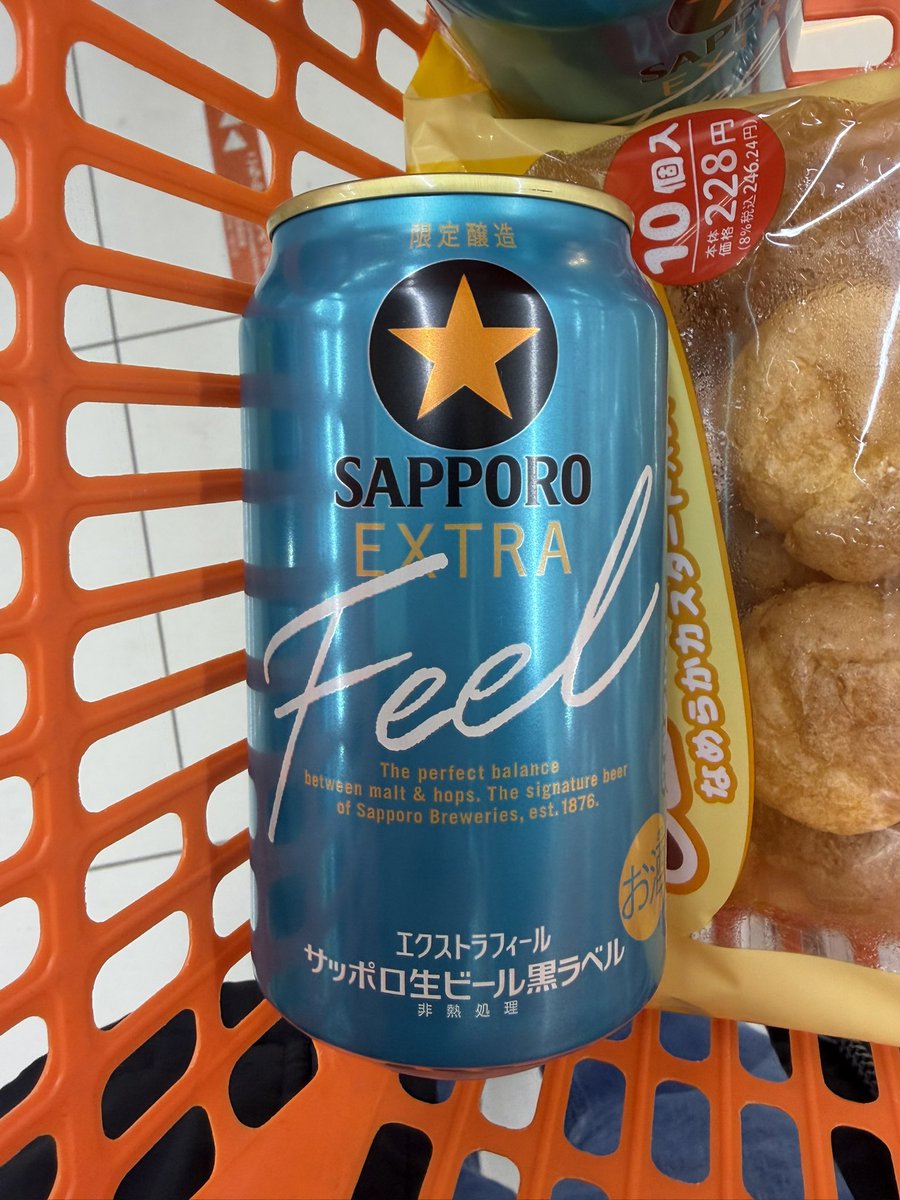 限定醸造
SAPPORO
EXTRA
Feel
The perfect balance
between malt & hops. The signature beer
of Sapporo Breweries, est. 1876.
お酒
エクストラフィール
サッポロ生ビール黒ラベル
非熱処理
SAPPORO
EXTRA
10個入
本体
価格 228円
(8%税込246.24円)
なめらかカスタード